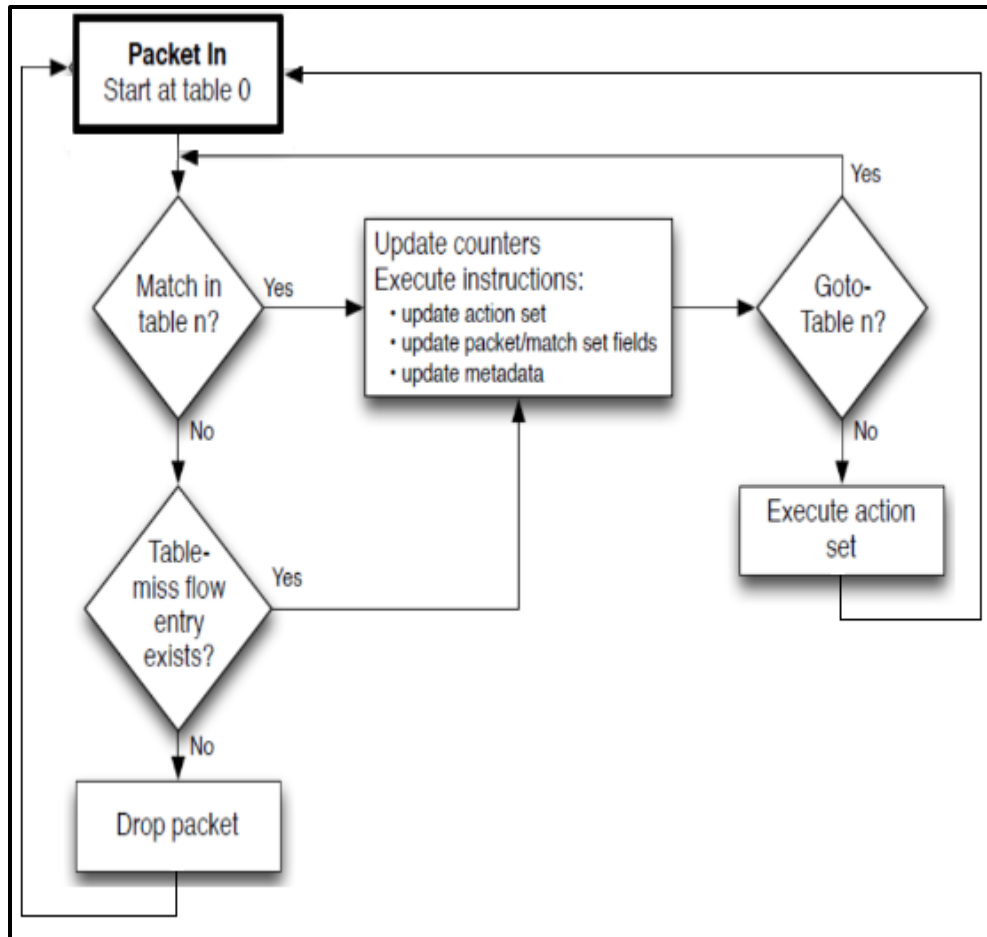 Packet In
Start at table 0
Yes
Match in
table n?
Yes
Update counters
Execute instructions:
• update action set
• update packet/match set fields
• update metadata
Goto-
Table n?
No
No
Execute action
set
Table-
miss flow
entry
exists?
Yes
No
Drop packet